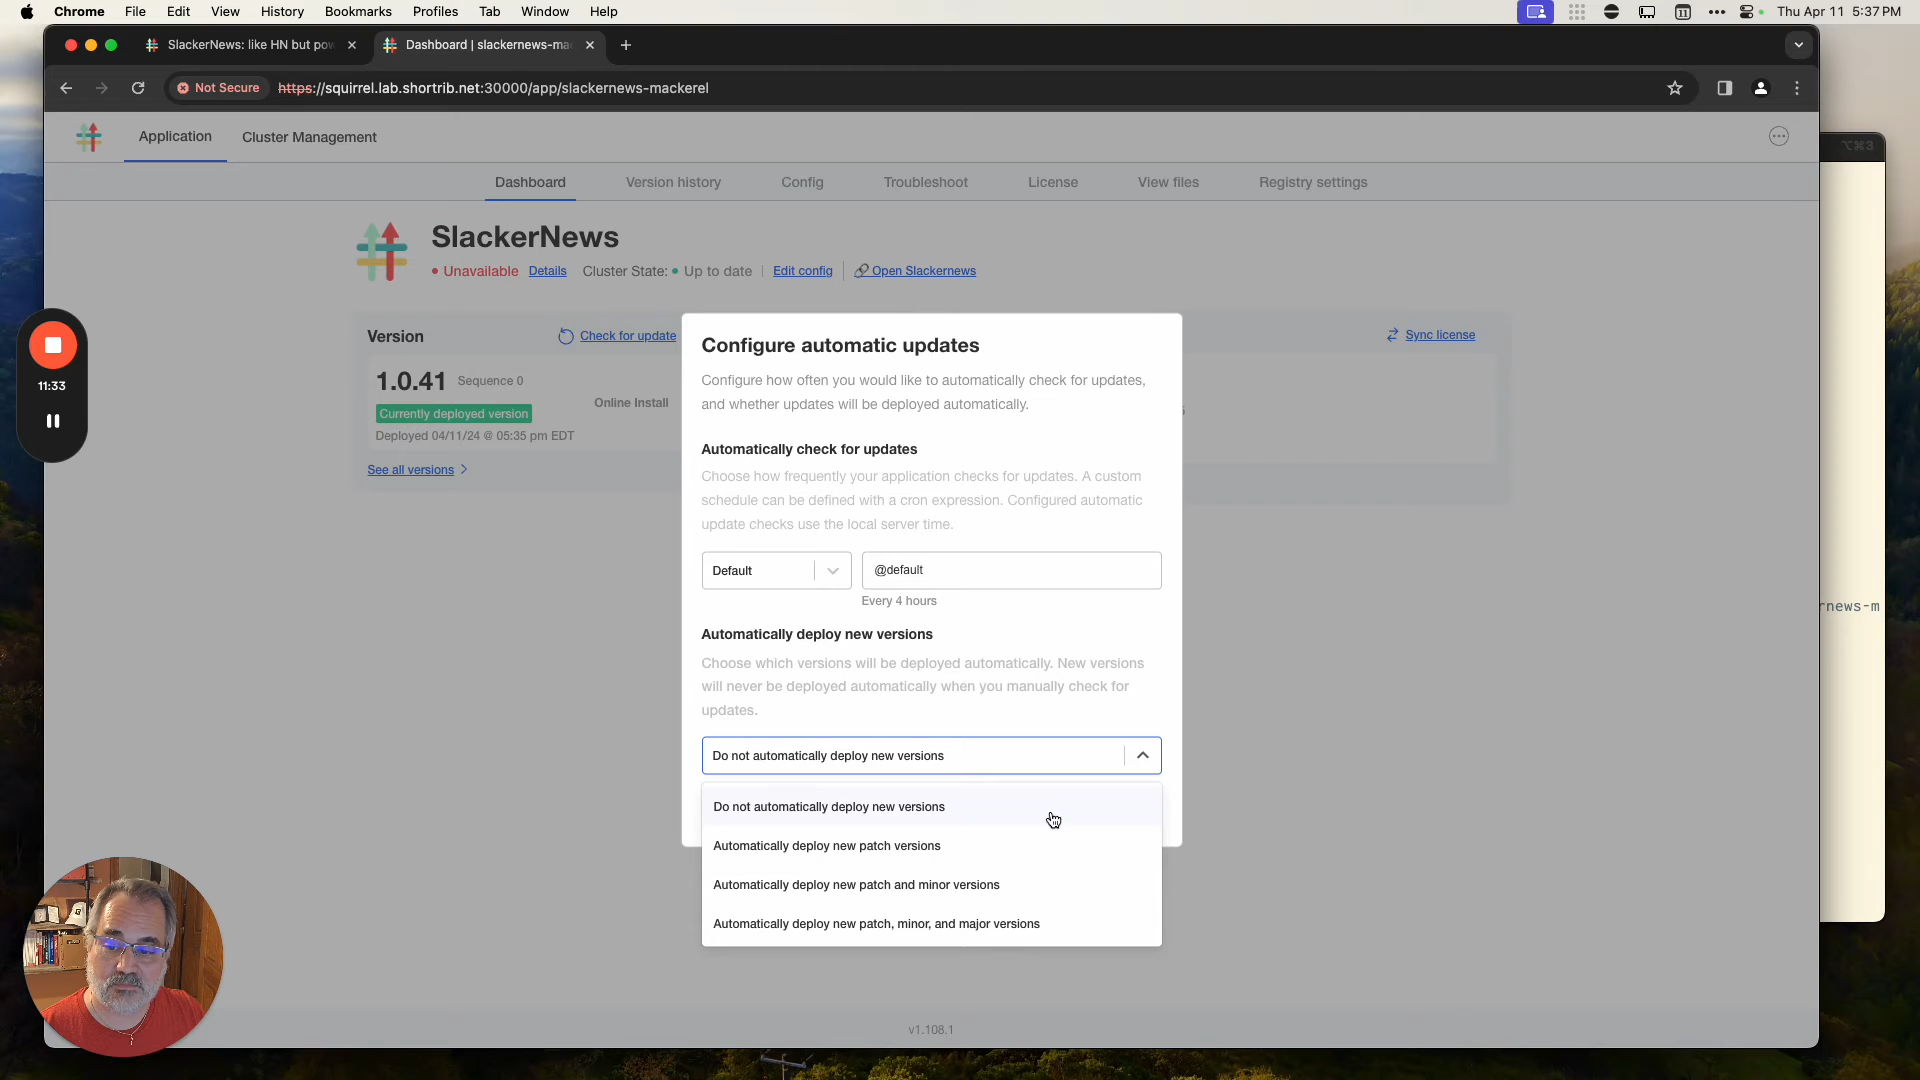 Chrome File Edit View History Bookmarks Profiles Tab Window Help
11
Thu Apr 11 5:37 PM
SlackerNews: like HN but pow
Dashboard | slackernews-ma
Not Secure https://squirrel.lab.shortrib.net:30000/app/slackernews-mackerel
Application Cluster Management
⌥⌘3
Dashboard Version history Config Troubleshoot License View files Registry settings
SlackerNews
Unavailable Details Cluster State: Up to date Edit config Open Slackernews
Version
Check for update
Sync license
1.0.41 Sequence 0
Online Install
Currently deployed version
Deployed 04/11/24 @ 05:35 pm EDT
See all versions
11:33
Configure automatic updates
Configure how often you would like to automatically check for updates,
and whether updates will be deployed automatically.
Automatically check for updates
Choose how frequently your application checks for updates. A custom
schedule can be defined with a cron expression. Configured automatic
update checks use the local server time.
Default
@default
Every 4 hours
rnews-m
Automatically deploy new versions
Choose which versions will be deployed automatically. New versions
will never be deployed automatically when you manually check for
updates.
Do not automatically deploy new versions
Do not automatically deploy new versions
Automatically deploy new patch versions
Automatically deploy new patch and minor versions
Automatically deploy new patch, minor, and major versions
v1.108.1